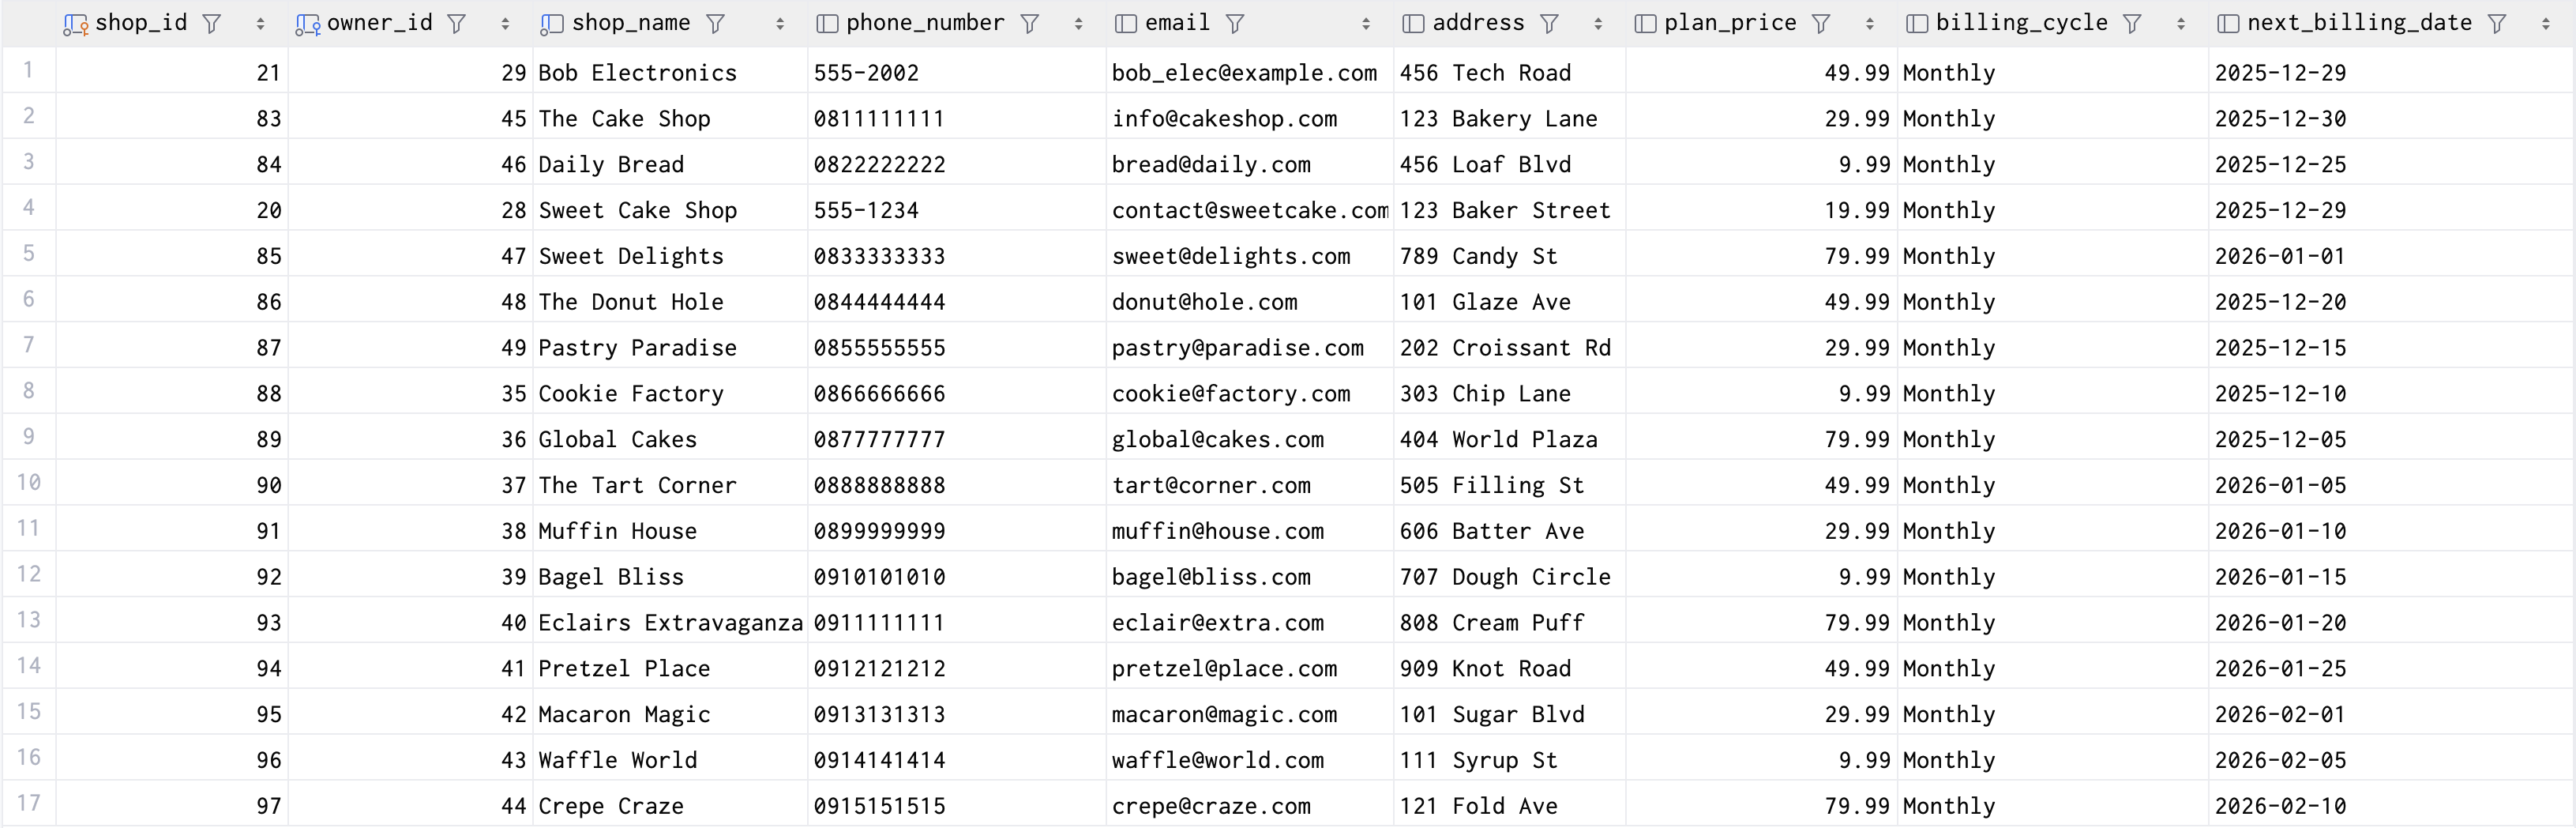 shop_id owner_id shop_name phone_number email address plan_price billing_cycle next_billing_date
1 21 29 Bob Electronics 555-2002 bob_elec@example.com 456 Tech Road 49.99 Monthly 2025-12-29
2 83 45 The Cake Shop 0811111111 info@cakeshop.com 123 Bakery Lane 29.99 Monthly 2025-12-30
3 84 46 Daily Bread 0822222222 bread@daily.com 456 Loaf Blvd 9.99 Monthly 2025-12-25
4 20 28 Sweet Cake Shop 555-1234 contact@sweetcake.com 123 Baker Street 19.99 Monthly 2025-12-29
5 85 47 Sweet Delights 0833333333 sweet@delights.com 789 Candy St 79.99 Monthly 2026-01-01
6 86 48 The Donut Hole 0844444444 donut@hole.com 101 Glaze Ave 49.99 Monthly 2025-12-20
7 87 49 Pastry Paradise 0855555555 pastry@paradise.com 202 Croissant Rd 29.99 Monthly 2025-12-15
8 88 35 Cookie Factory 0866666666 cookie@factory.com 303 Chip Lane 9.99 Monthly 2025-12-10
9 89 36 Global Cakes 0877777777 global@cakes.com 404 World Plaza 79.99 Monthly 2025-12-05
10 90 37 The Tart Corner 0888888888 tart@corner.com 505 Filling St 49.99 Monthly 2026-01-05
11 91 38 Muffin House 0899999999 muffin@house.com 606 Batter Ave 29.99 Monthly 2026-01-10
12 92 39 Bagel Bliss 0910101010 bagel@bliss.com 707 Dough Circle 9.99 Monthly 2026-01-15
13 93 40 Eclairs Extravaganza 0911111111 eclair@extra.com 808 Cream Puff 79.99 Monthly 2026-01-20
14 94 41 Pretzel Place 0912121212 pretzel@place.com 909 Knot Road 49.99 Monthly 2026-01-25
15 95 42 Macaron Magic 0913131313 macaron@magic.com 101 Sugar Blvd 29.99 Monthly 2026-02-01
16 96 43 Waffle World 0914141414 waffle@world.com 111 Syrup St 9.99 Monthly 2026-02-05
17 97 44 Crepe Craze 0915151515 crepe@craze.com 121 Fold Ave 79.99 Monthly 2026-02-10